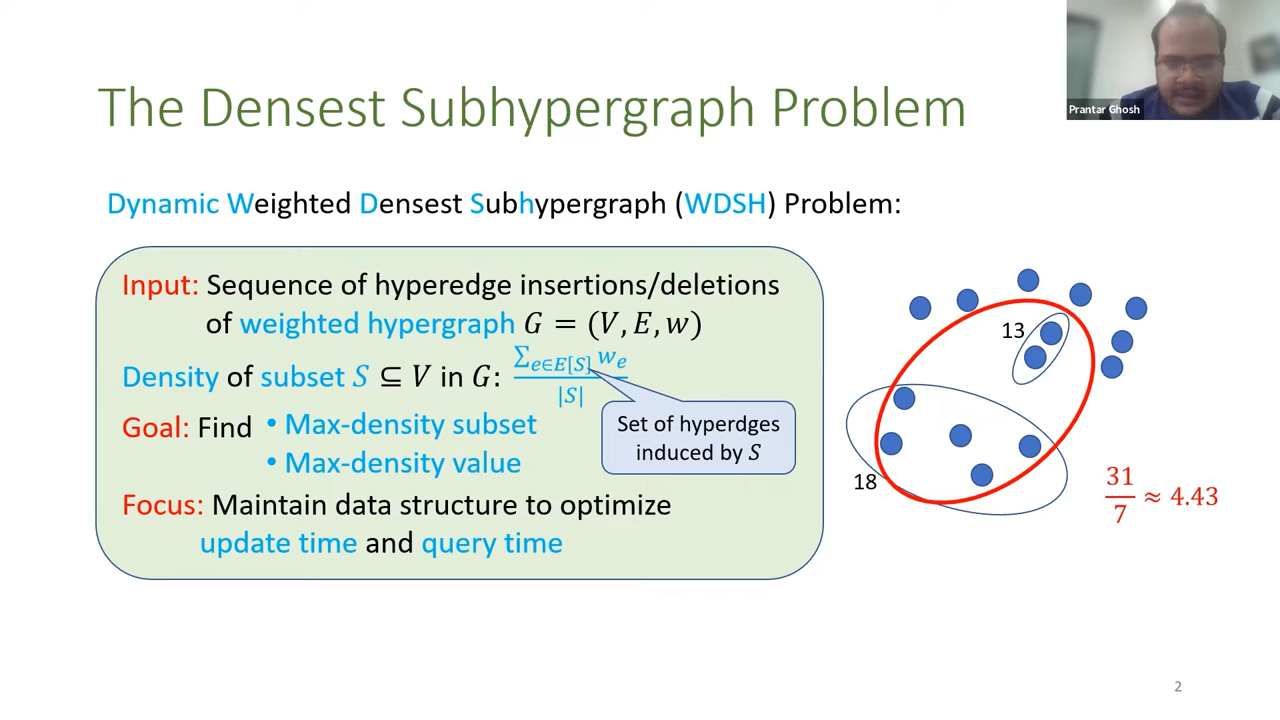 Prantar Ghosh
The Densest Subhypergraph Problem
Dynamic Weighted Densest Subhypergraph (WDSH) Problem:
Input: Sequence of hyperedge insertions/deletions
of weighted hypergraph G = (V, E, w)
Density of subset S ⊆ V in G: ∑e∈E[S] we / |S|
Goal: Find • Max-density subset
• Max-density value
Set of hyperdges
induced by S
Focus: Maintain data structure to optimize
update time and query time
13
18
31/7 ≈ 4.43
2